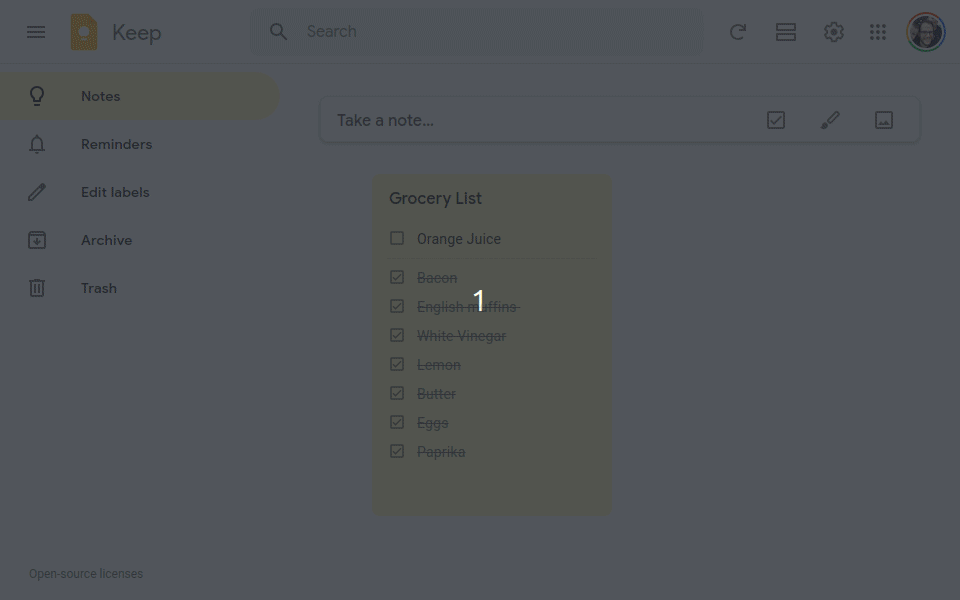 Keep
Search
Notes
Reminders
Edit labels
Archive
Trash
Take a note...
Grocery List
Orange Juice
Bacon
English muffins
White Vinegar
Lemon
Butter
Eggs
Paprika
1
Open-source licenses